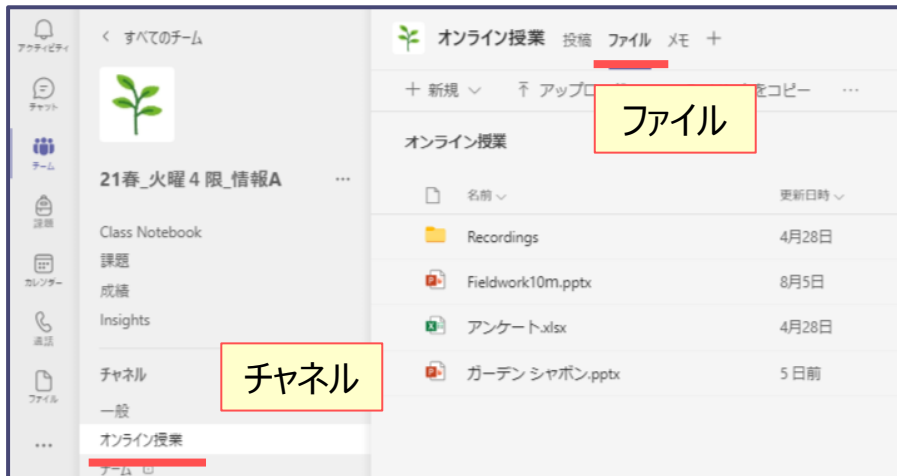 アクティビティ
チャット
チーム
課題
カレンダー
通話
ファイル
…
< すべてのチーム
21春_火曜４限_情報A …
Class Notebook
課題
成績
Insights
チャネル
一般
オンライン授業
チーム
チャネル
オンライン授業 投稿 ファイル メモ +
+ 新規 アップロ をコピー …
ファイル
オンライン授業
名前 更新日時
Recordings 4月28日
Fieldwork10m.pptx 8月5日
アンケート.xlsx 4月28日
ガーデン シャボン.pptx 5 日前